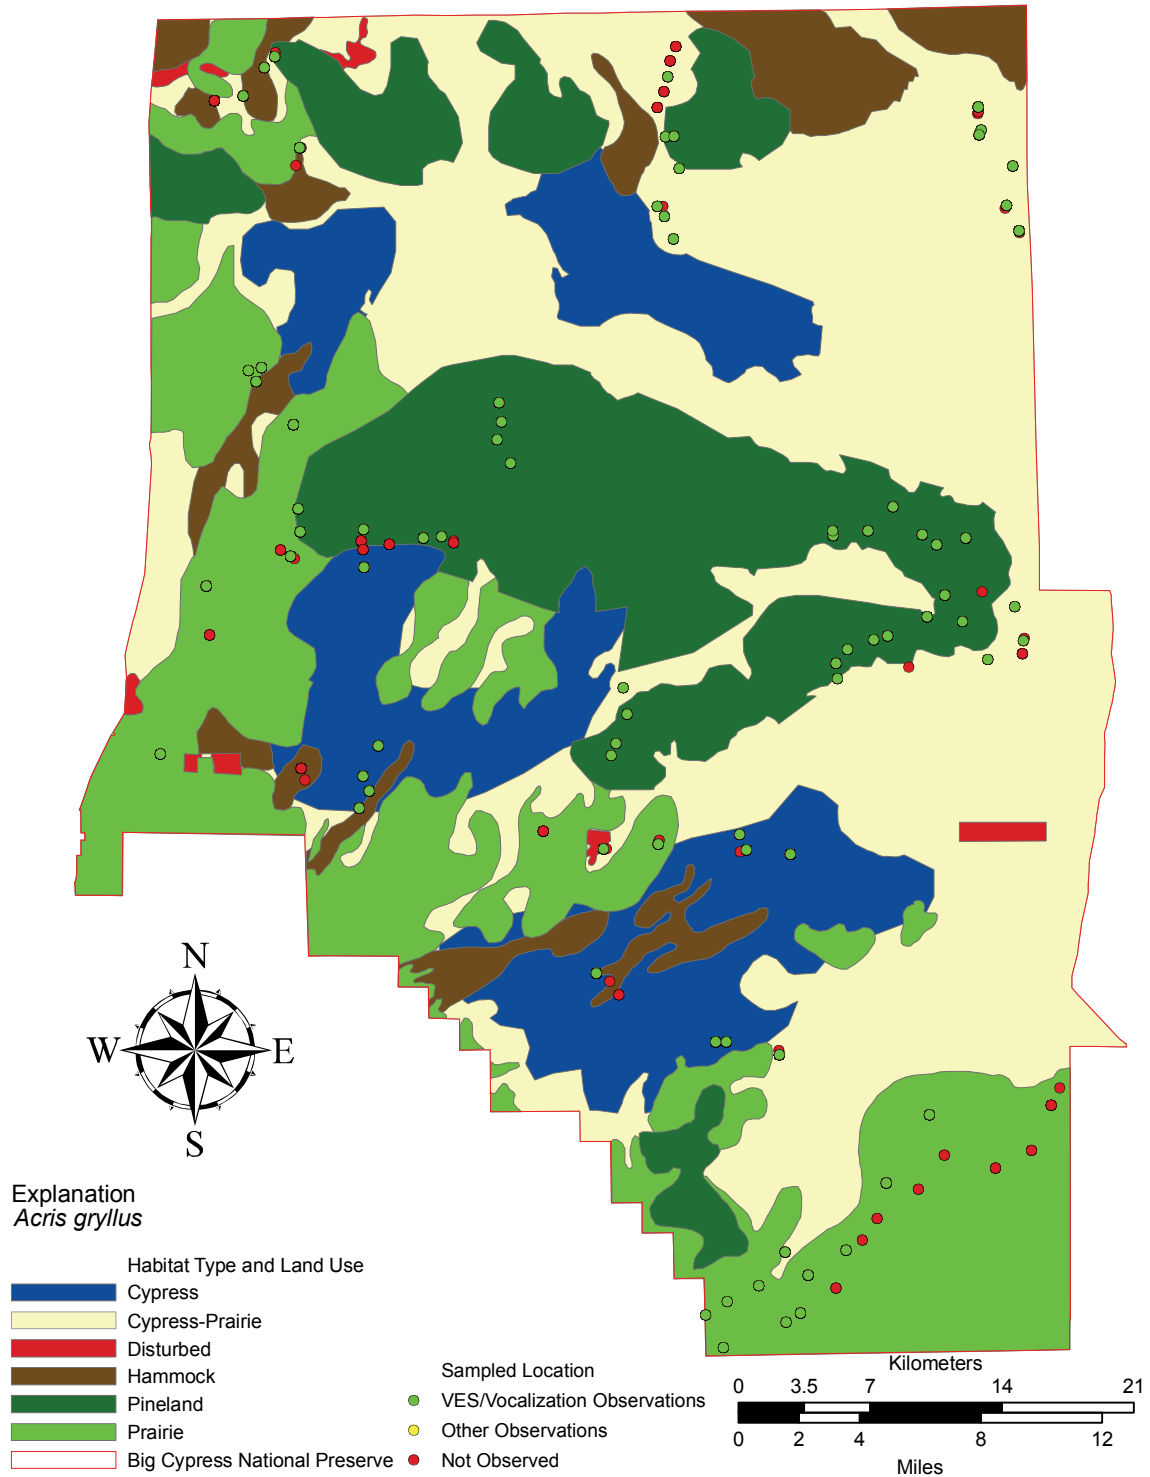 N
W
E
S
Explanation
Acris gryllus
Habitat Type and Land Use
Cypress
Cypress-Prairie
Disturbed
Hammock
Pineland
Prairie
Big Cypress National Preserve
Sampled Location
VES/Vocalization Observations
Other Observations
Not Observed
Kilometers
0 3.5 7 14 21
0 2 4 8 12
Miles